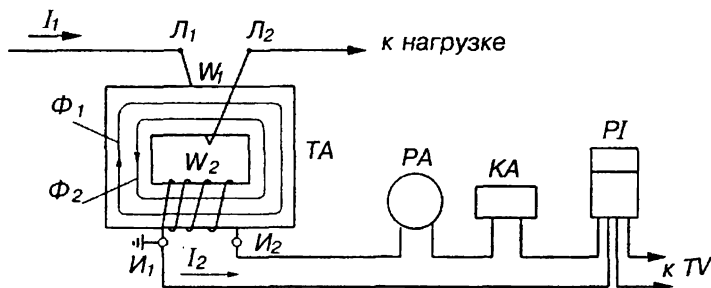 I₁
Л₁
Л₂
к нагрузке
W₁
Ф₁
TA
PA
KA
PI
W₂
Ф₂
И₁
I₂
И₂
к TV